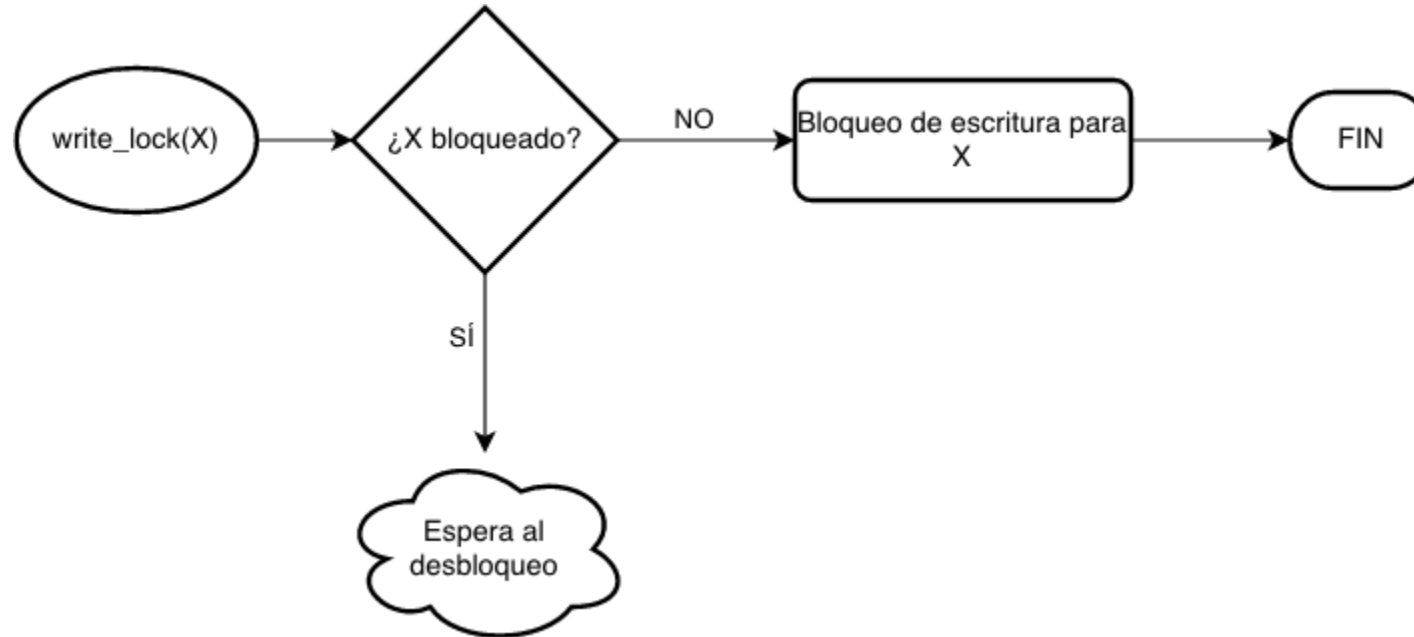 write_lock(X)
¿X bloqueado?
NO
Bloqueo de escritura para
X
FIN
SÍ
Espera al
desbloqueo